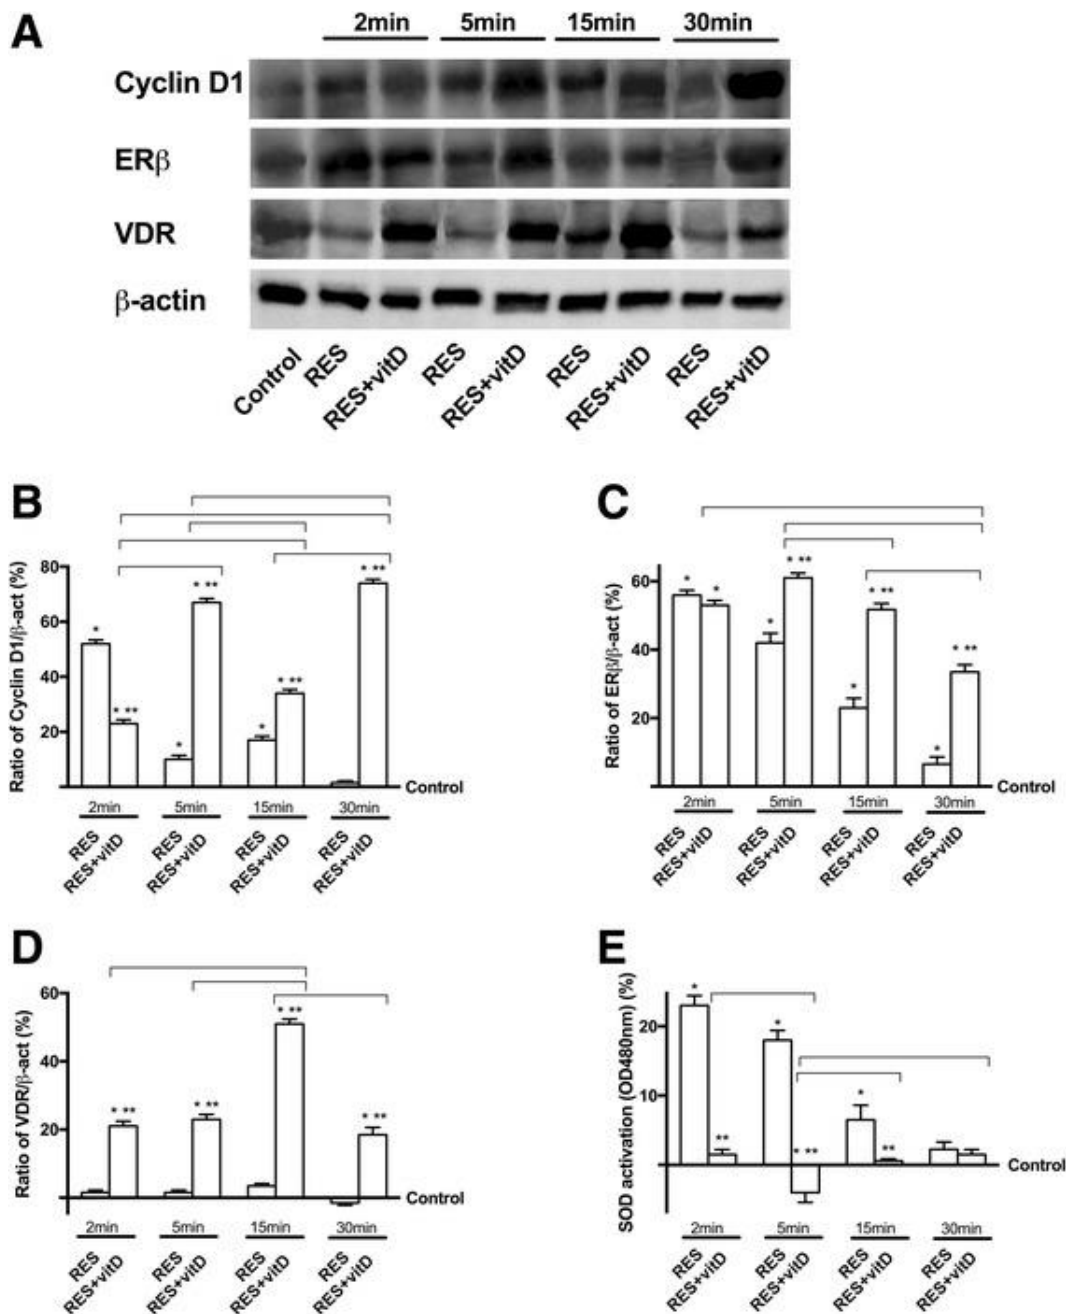 A
2min 5min 15min 30min
Cyclin D1
ERβ
VDR
β-actin
Control RES RES+vitD RES RES+vitD RES RES+vitD RES RES+vitD
B
Ratio of Cyclin D1/β-act (%)
80
60
40
20
* * ** * * ** * * ** * **
Control
2min 5min 15min 30min
RES RES+vitD RES RES+vitD RES RES+vitD RES RES+vitD
C
Ratio of ERβ/β-act (%)
60
40
20
* * * * ** * * ** * * **
Control
2min 5min 15min 30min
RES RES+vitD RES RES+vitD RES RES+vitD RES RES+vitD
D
Ratio of VDR/β-act (%)
60
40
20
* ** * ** * ** * **
Control
2min 5min 15min 30min
RES RES+vitD RES RES+vitD RES RES+vitD RES RES+vitD
E
SOD activation (OD480nm) (%)
20
10
* ** * * ** * **
Control
2min 5min 15min 30min
RES RES+vitD RES RES+vitD RES RES+vitD RES RES+vitD